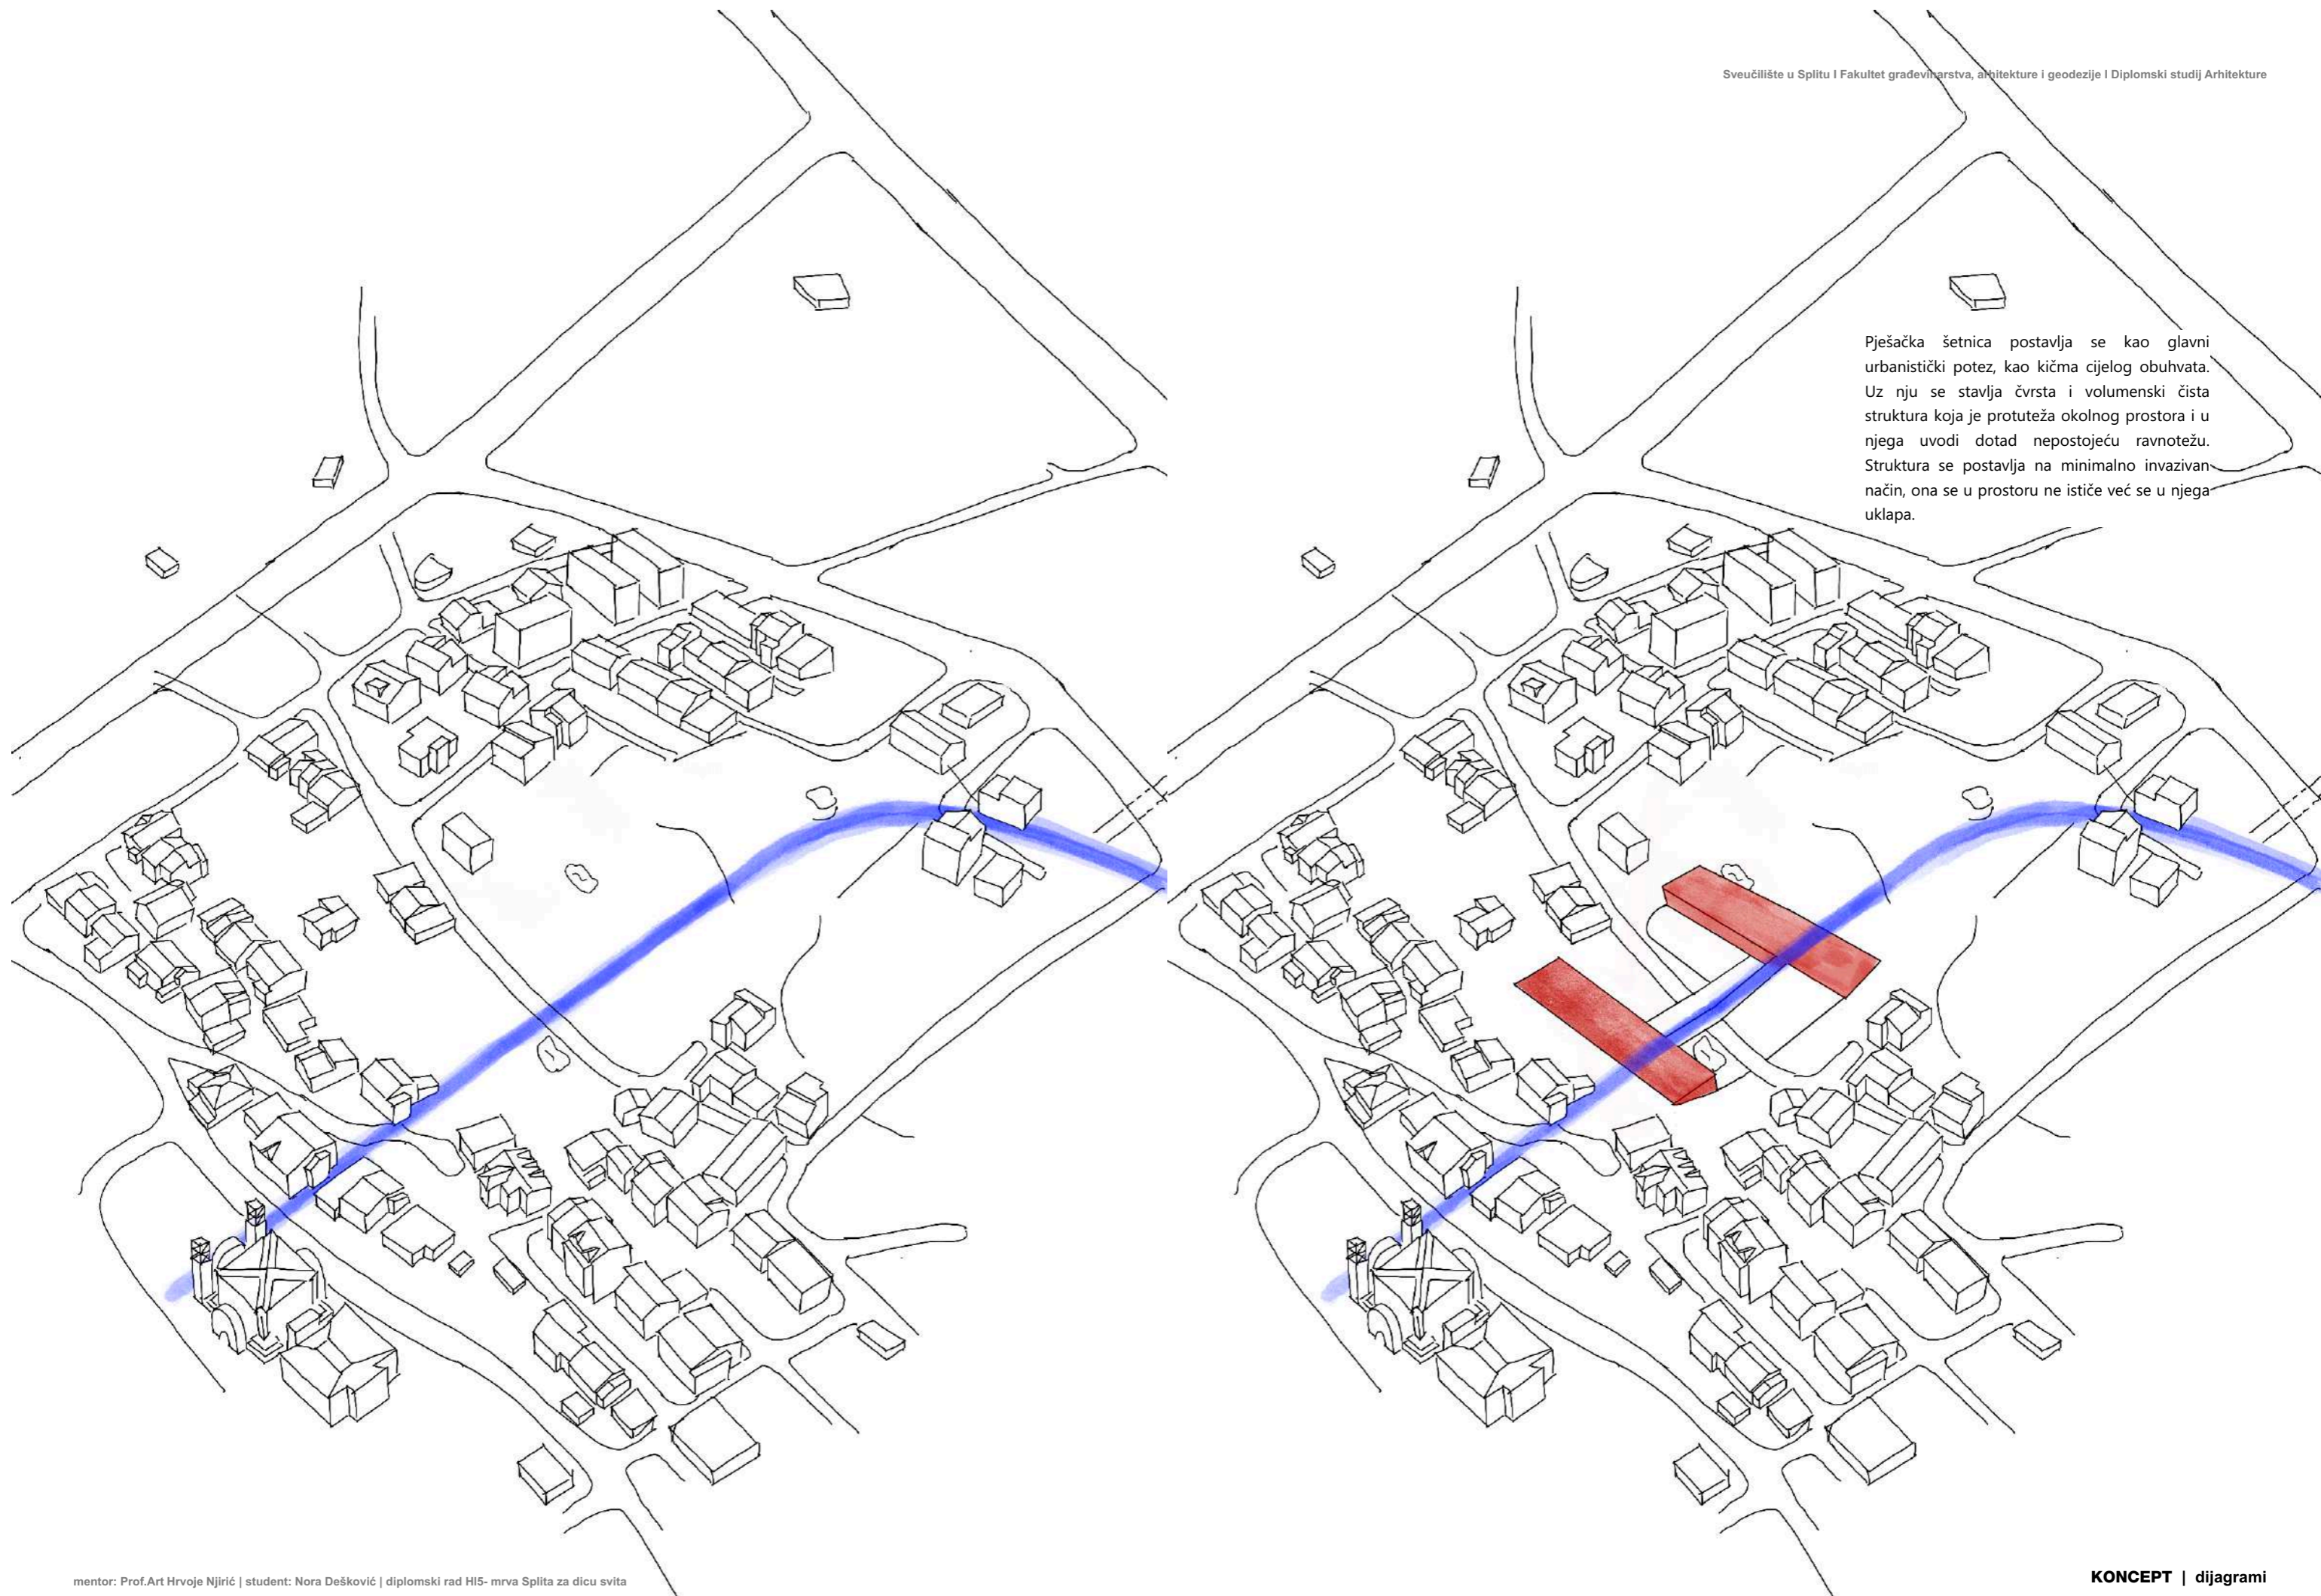 Sveučilište u Splitu I Fakultet građevinarstva, arhitekture i geodezije I Diplomski studij Arhitekture
Pješačka šetnica postavlja se kao glavni
urbanistički potez, kao kičma cijelog obuhvata.
Uz nju se stavlja čvrsta i volumenski čista
struktura koja je protuteža okolnog prostora i u
njega uvodi dotad nepostojeću ravnotežu.
Struktura se postavlja na minimalno invazivan
način, ona se u prostoru ne ističe već se u njega
uklapa.
mentor: Prof.Art Hrvoje Njirić | student: Nora Dešković | diplomski rad HI5- mrva Splita za dicu svita
KONCEPT | dijagrami